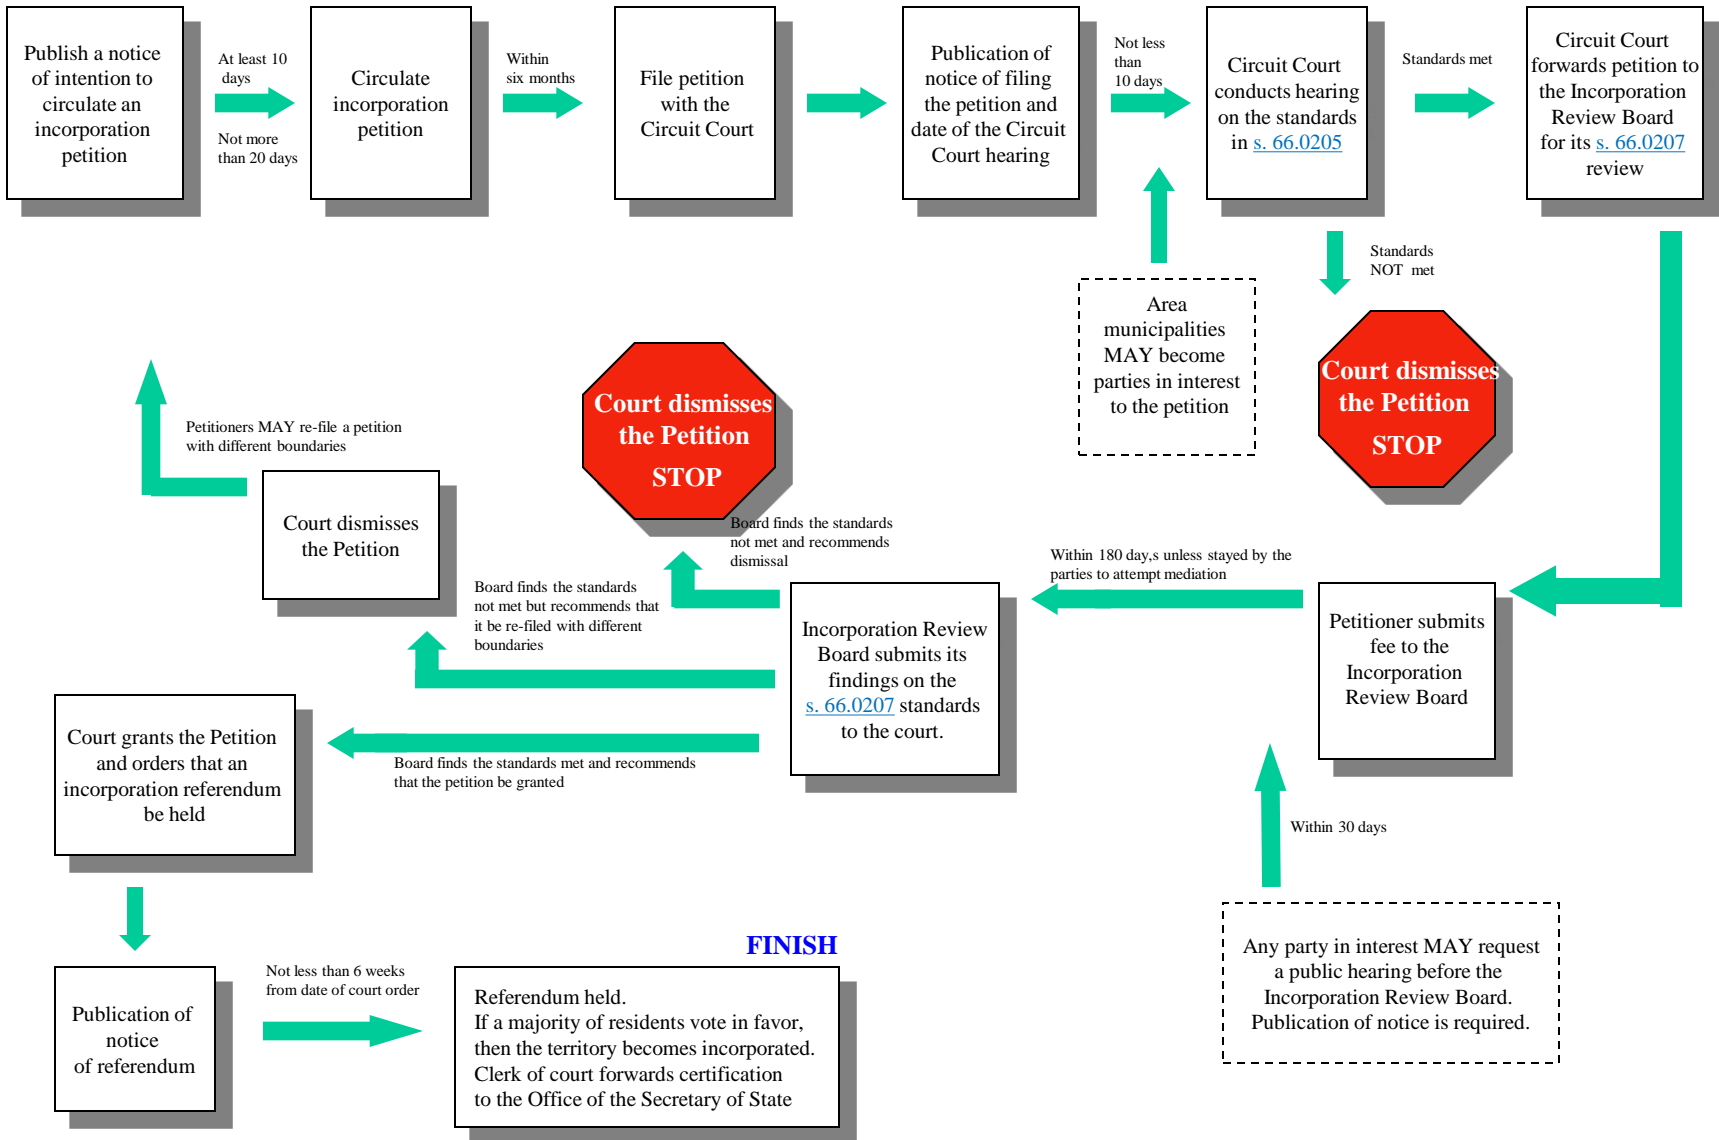 Publish a notice
of intention to
circulate an
incorporation
petition
At least 10
days
Not more
than 20 days
Circulate
incorporation
petition
Within
six months
File petition
with the
Circuit Court
Publication of
notice of filing
the petition and
date of the Circuit
Court hearing
Not less
than
10 days
Circuit Court
conducts hearing
on the standards
in s. 66.0205
Standards met
Circuit Court
forwards petition to
the Incorporation
Review Board
for its s. 66.0207
review
Standards
NOT met
Area
municipalities
MAY become
parties in interest
to the petition
Court dismisses
the Petition
STOP
Court dismisses
the Petition
STOP
Petitioners MAY re-file a petition
with different boundaries
Court dismisses
the Petition
Board finds the standards
not met and recommends
dismissal
Board finds the standards
not met but recommends that
it be re-filed with different
boundaries
Within 180 day,s unless stayed by the
parties to attempt mediation
Incorporation Review
Board submits its
findings on the
s. 66.0207 standards
to the court.
Petitioner submits
fee to the
Incorporation
Review Board
Court grants the Petition
and orders that an
incorporation referendum
be held
Board finds the standards met and recommends
that the petition be granted
Within 30 days
Any party in interest MAY request
a public hearing before the
Incorporation Review Board.
Publication of notice is required.
Publication of
notice
of referendum
Not less than 6 weeks
from date of court order
FINISH
Referendum held.
If a majority of residents vote in favor,
then the territory becomes incorporated.
Clerk of court forwards certification
to the Office of the Secretary of State